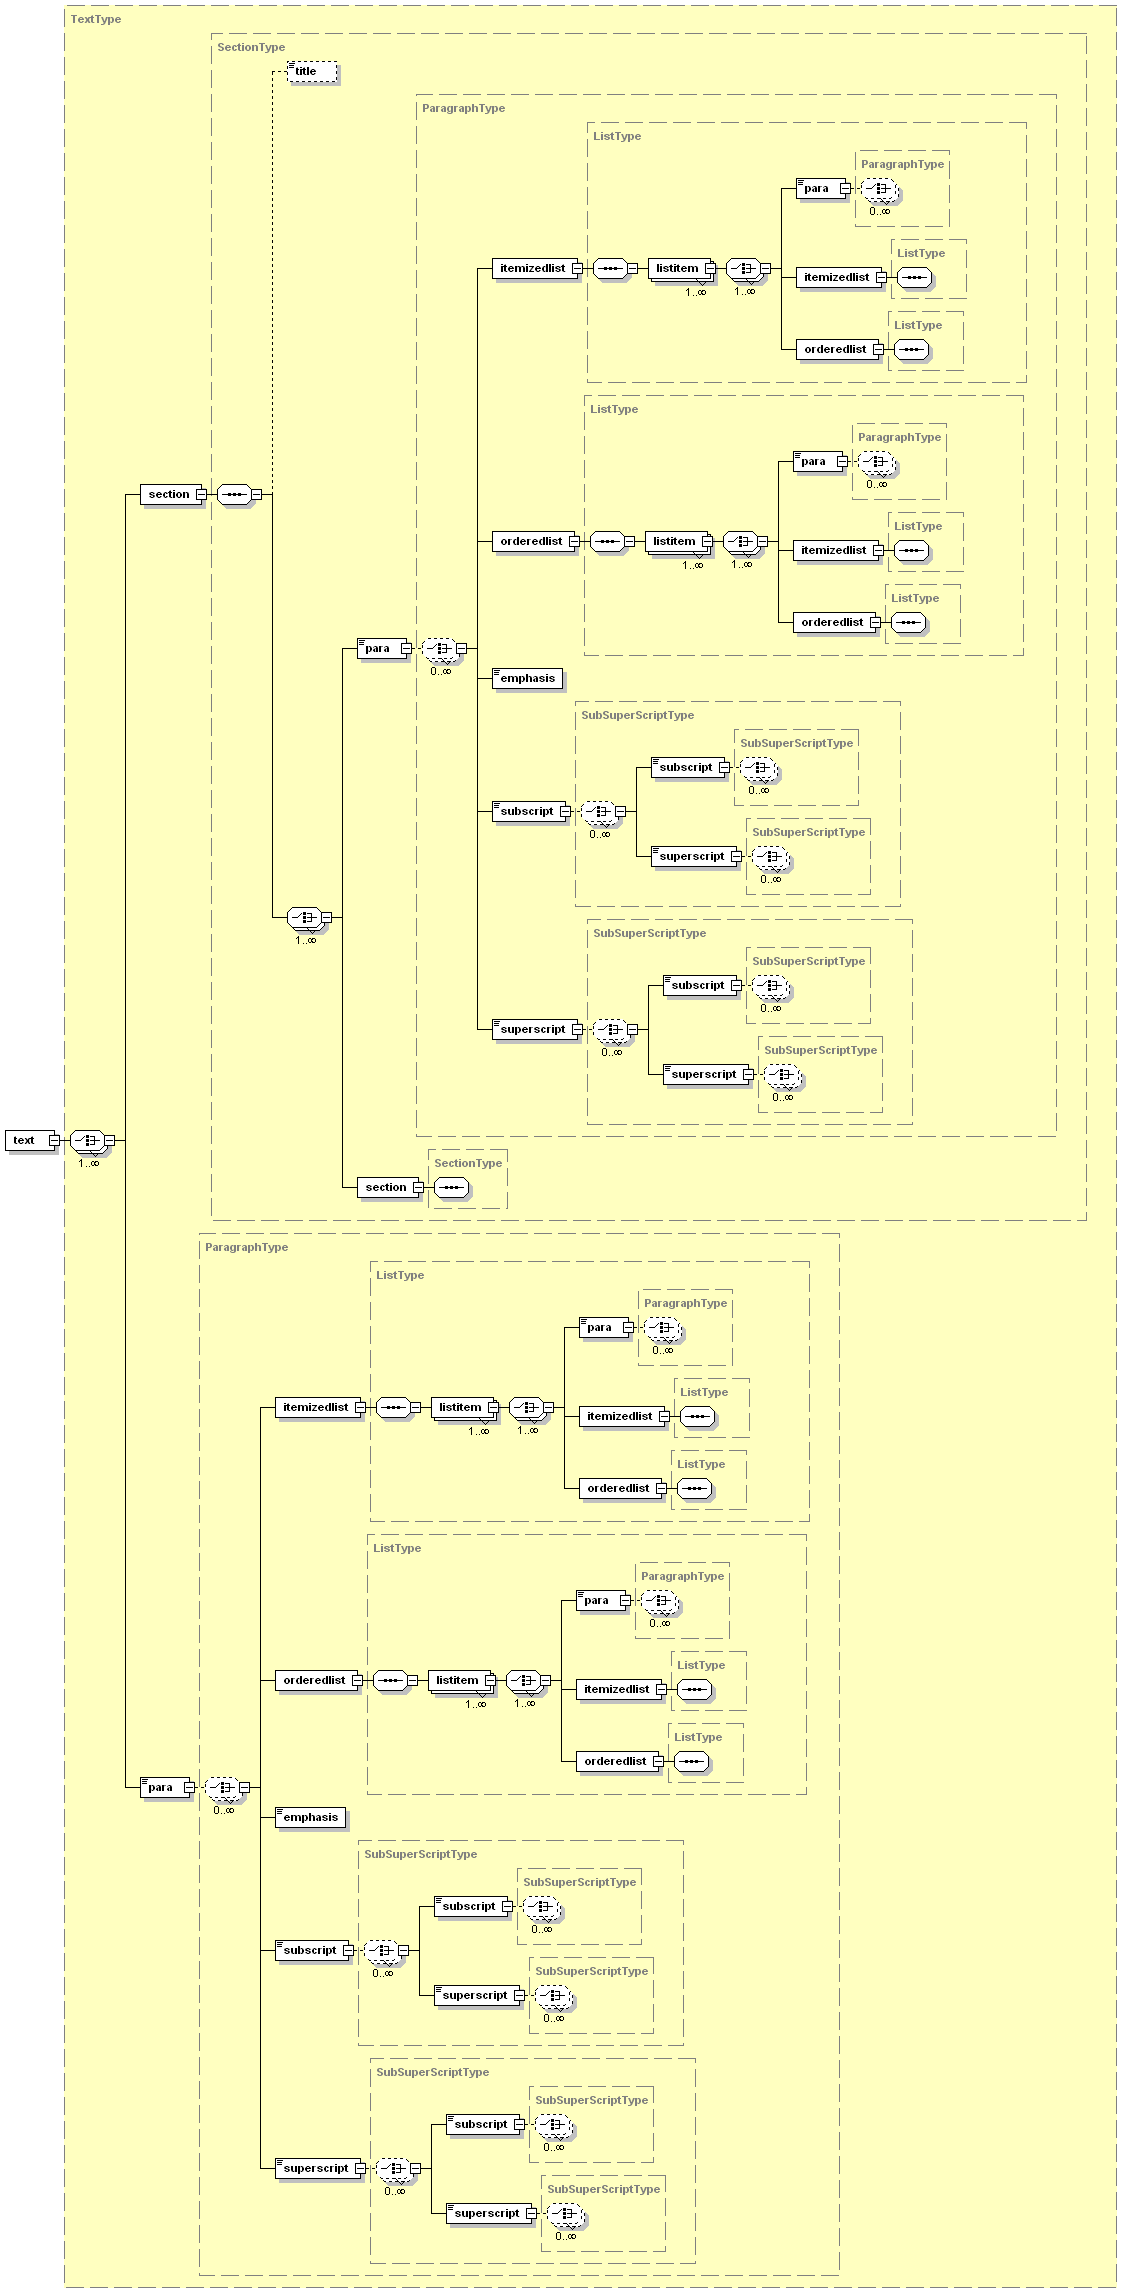 TextType
SectionType
title
ParagraphType
ListType
ParagraphType
para
0..∞
ListType
itemizedlist
listitem
itemizedlist
1..∞
1..∞
ListType
orderedlist
ListType
ParagraphType
para
0..∞
section
ListType
orderedlist
listitem
itemizedlist
1..∞
1..∞
ListType
orderedlist
para
0..∞
emphasis
SubSuperScriptType
SubSuperScriptType
subscript
0..∞
subscript
0..∞
SubSuperScriptType
superscript
0..∞
1..∞
SubSuperScriptType
SubSuperScriptType
subscript
0..∞
superscript
0..∞
SubSuperScriptType
superscript
0..∞
text
1..∞
SectionType
section
ParagraphType
ListType
ParagraphType
para
0..∞
ListType
itemizedlist
listitem
itemizedlist
1..∞
1..∞
ListType
orderedlist
ListType
ParagraphType
para
0..∞
ListType
orderedlist
listitem
itemizedlist
1..∞
1..∞
ListType
orderedlist
para
0..∞
emphasis
SubSuperScriptType
SubSuperScriptType
subscript
0..∞
subscript
0..∞
SubSuperScriptType
superscript
0..∞
SubSuperScriptType
SubSuperScriptType
subscript
0..∞
superscript
0..∞
SubSuperScriptType
superscript
0..∞